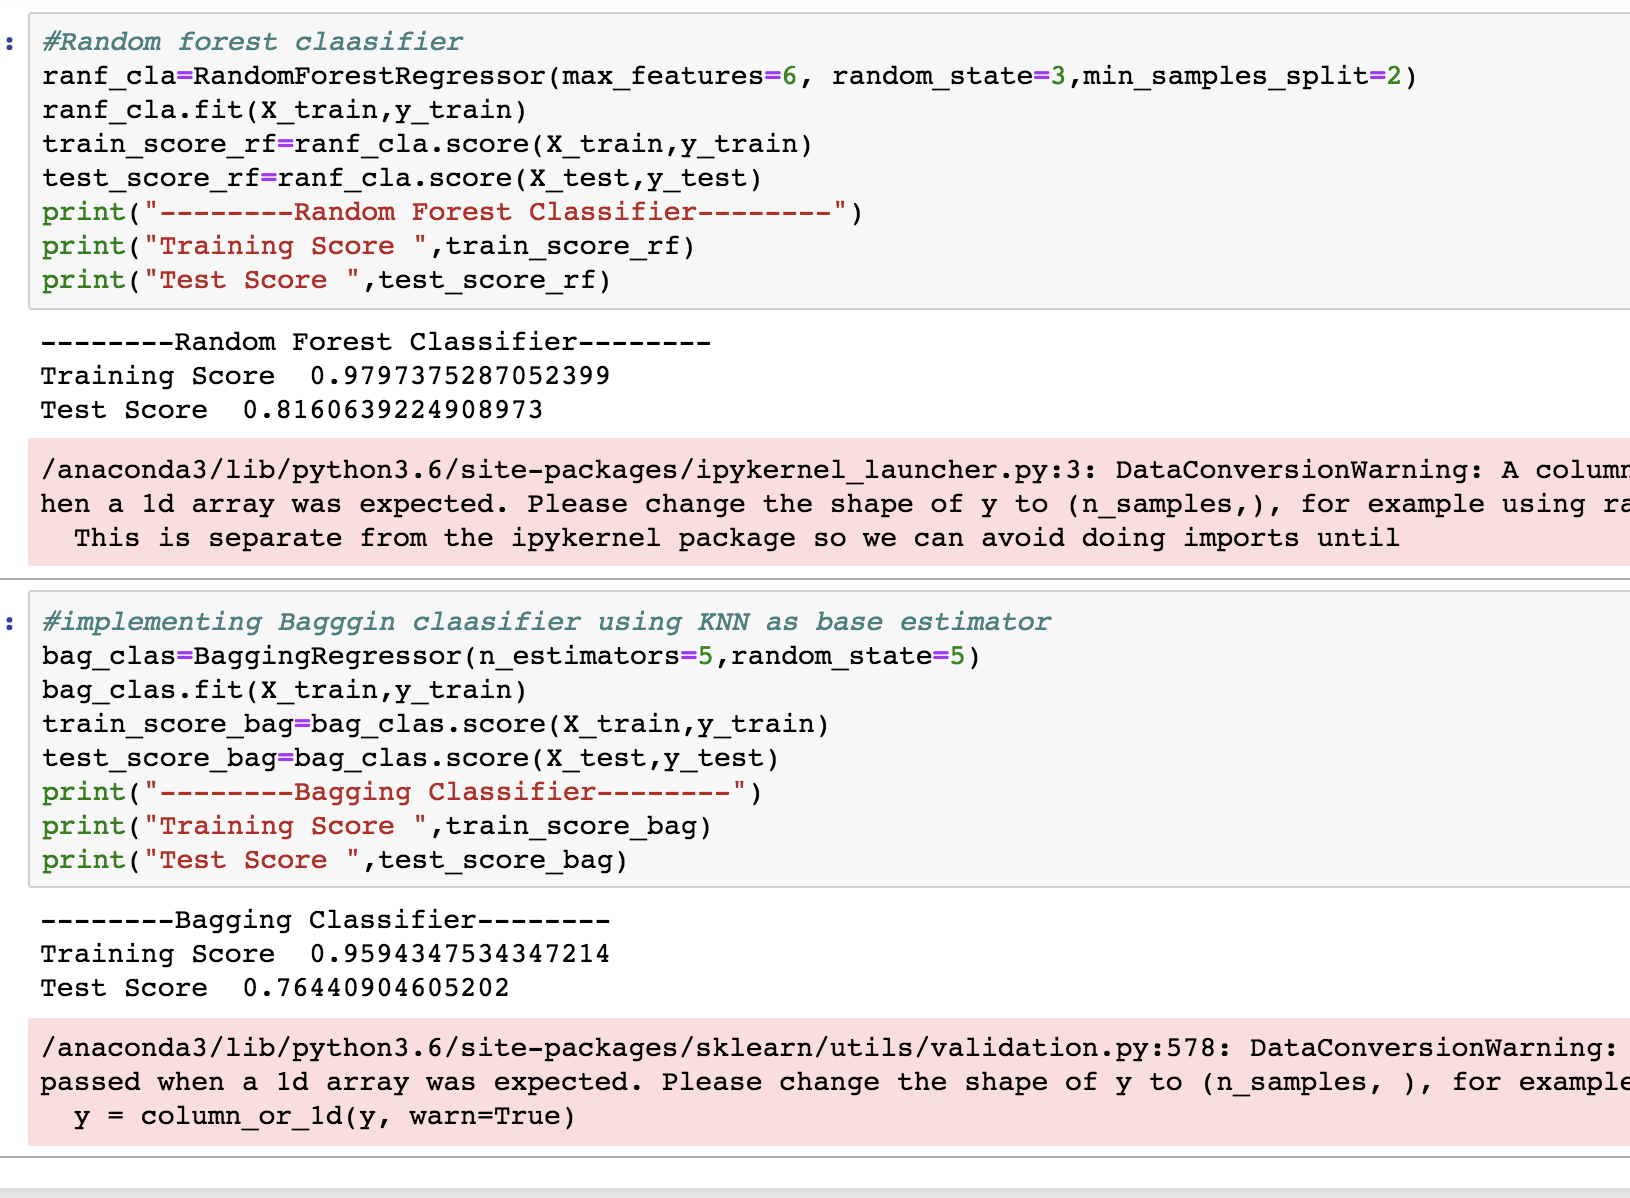 : #Random forest claasifier
ranf_cla=RandomForestRegressor(max_features=6, random_state=3,min_samples_split=2)
ranf_cla.fit(X_train,y_train)
train_score_rf=ranf_cla.score(X_train,y_train)
test_score_rf=ranf_cla.score(X_test,y_test)
print("--------Random Forest Classifier--------")
print("Training Score ",train_score_rf)
print("Test Score ",test_score_rf)
--------Random Forest Classifier--------
Training Score  0.9797375287052399
Test Score  0.8160639224908973
/anaconda3/lib/python3.6/site-packages/ipykernel_launcher.py:3: DataConversionWarning: A column
hen a 1d array was expected. Please change the shape of y to (n_samples,), for example using ra
  This is separate from the ipykernel package so we can avoid doing imports until
: #implementing Bagggin claasifier using KNN as base estimator
bag_clas=BaggingRegressor(n_estimators=5,random_state=5)
bag_clas.fit(X_train,y_train)
train_score_bag=bag_clas.score(X_train,y_train)
test_score_bag=bag_clas.score(X_test,y_test)
print("--------Bagging Classifier--------")
print("Training Score ",train_score_bag)
print("Test Score ",test_score_bag)
--------Bagging Classifier--------
Training Score  0.9594347534347214
Test Score  0.76440904605202
/anaconda3/lib/python3.6/site-packages/sklearn/utils/validation.py:578: DataConversionWarning:
passed when a 1d array was expected. Please change the shape of y to (n_samples, ), for example
  y = column_or_1d(y, warn=True)